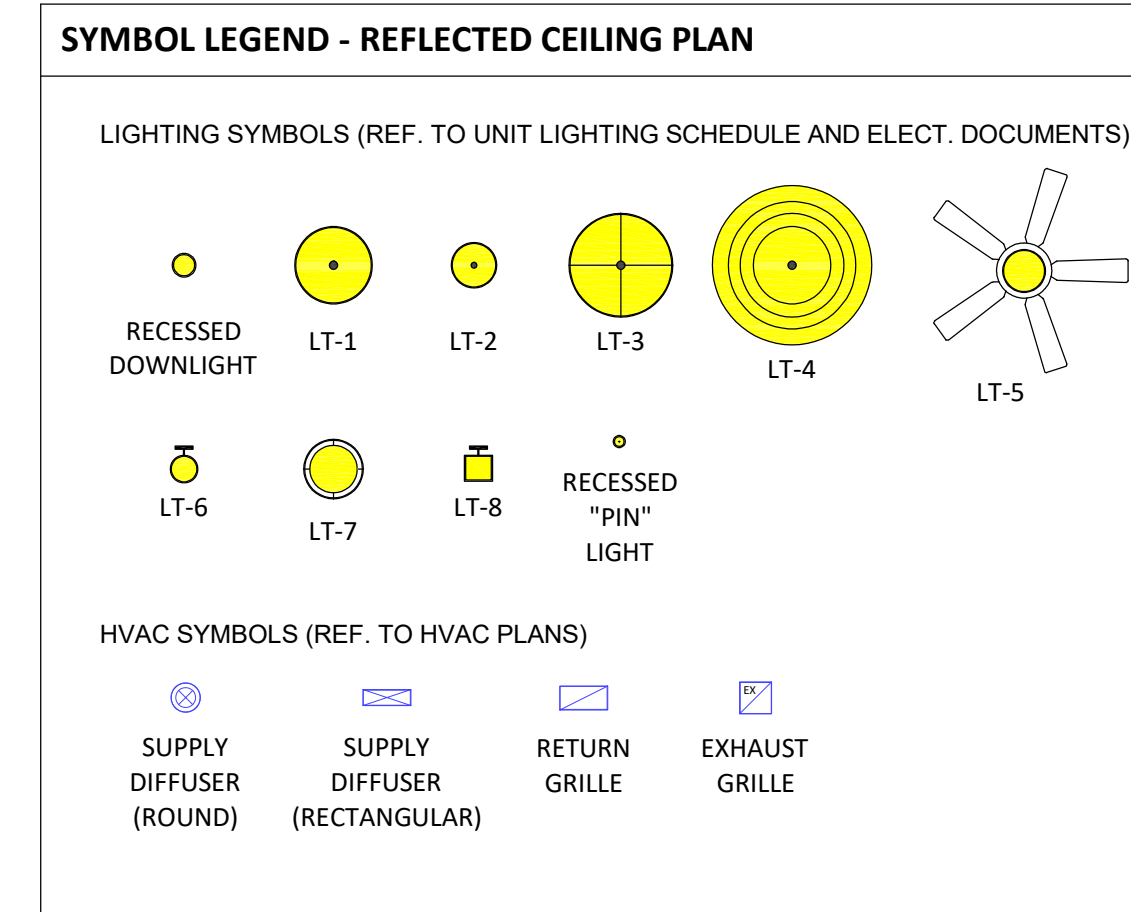 SYMBOL LEGEND - REFLECTED CEILING PLAN
LIGHTING SYMBOLS (REF. TO UNIT LIGHTING SCHEDULE AND ELECT. DOCUMENTS)
RECESSED
DOWNLIGHT
LT-1
LT-2
LT-3
LT-4
LT-5
LT-6
LT-7
LT-8
RECESSED
"PIN"
LIGHT
HVAC SYMBOLS (REF. TO HVAC PLANS)
SUPPLY
DIFFUSER
(ROUND)
SUPPLY
DIFFUSER
(RECTANGULAR)
RETURN
GRILLE
EX
EXHAUST
GRILLE